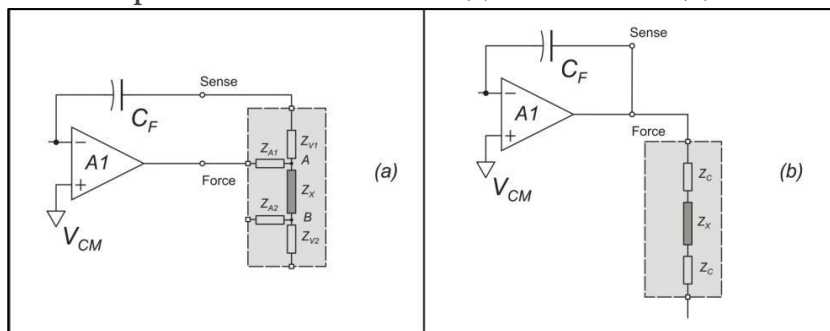 Sense
C_F
Z_V1
Z_A1
A
A1
Force
Z_X
(a)
Z_A2
B
Z_V2
V_CM
Sense
C_F
A1
Force
Z_C
(b)
V_CM
Z_X
Z_C